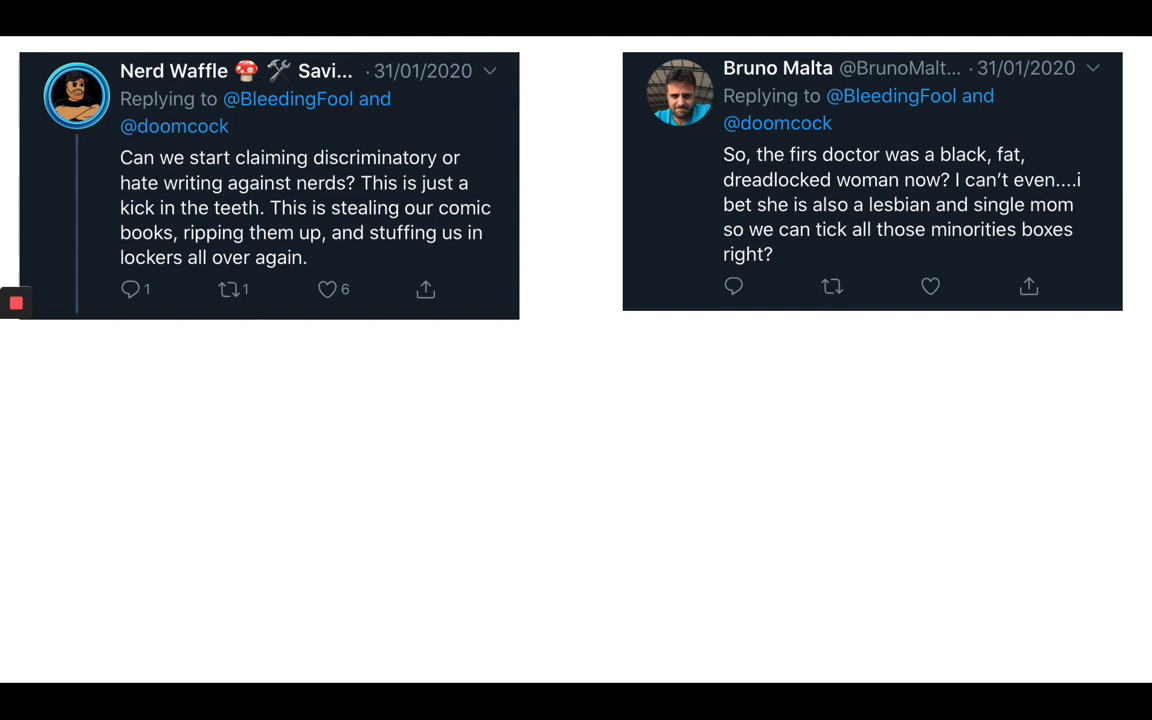 Nerd Waffle 🍄 🛠 Savi... · 31/01/2020
Replying to @BleedingFool and
@doomcock
Can we start claiming discriminatory or
hate writing against nerds? This is just a
kick in the teeth. This is stealing our comic
books, ripping them up, and stuffing us in
lockers all over again.
1 1 6
Bruno Malta @BrunoMalt... · 31/01/2020
Replying to @BleedingFool and
@doomcock
So, the firs doctor was a black, fat,
dreadlocked woman now? I can’t even....i
bet she is also a lesbian and single mom
so we can tick all those minorities boxes
right?